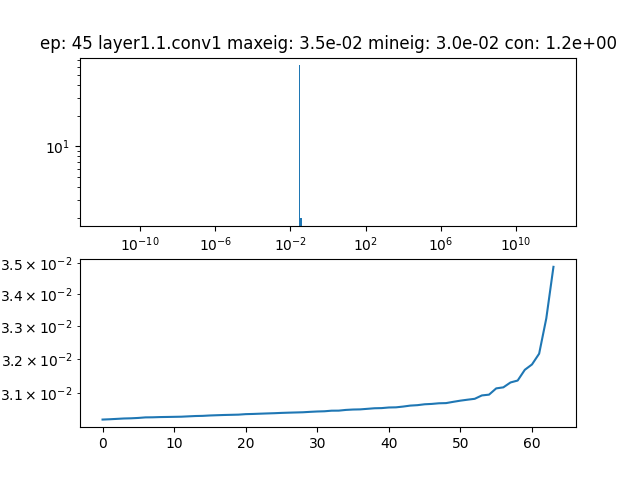 ep: 45 layer1.1.conv1 maxeig: 3.5e-02 mineig: 3.0e-02 con: 1.2e+00
10¹
10⁻¹⁰ 10⁻⁶ 10⁻² 10² 10⁶ 10¹⁰
3.5 × 10⁻²
3.4 × 10⁻²
3.3 × 10⁻²
3.2 × 10⁻²
3.1 × 10⁻²
0 10 20 30 40 50 60